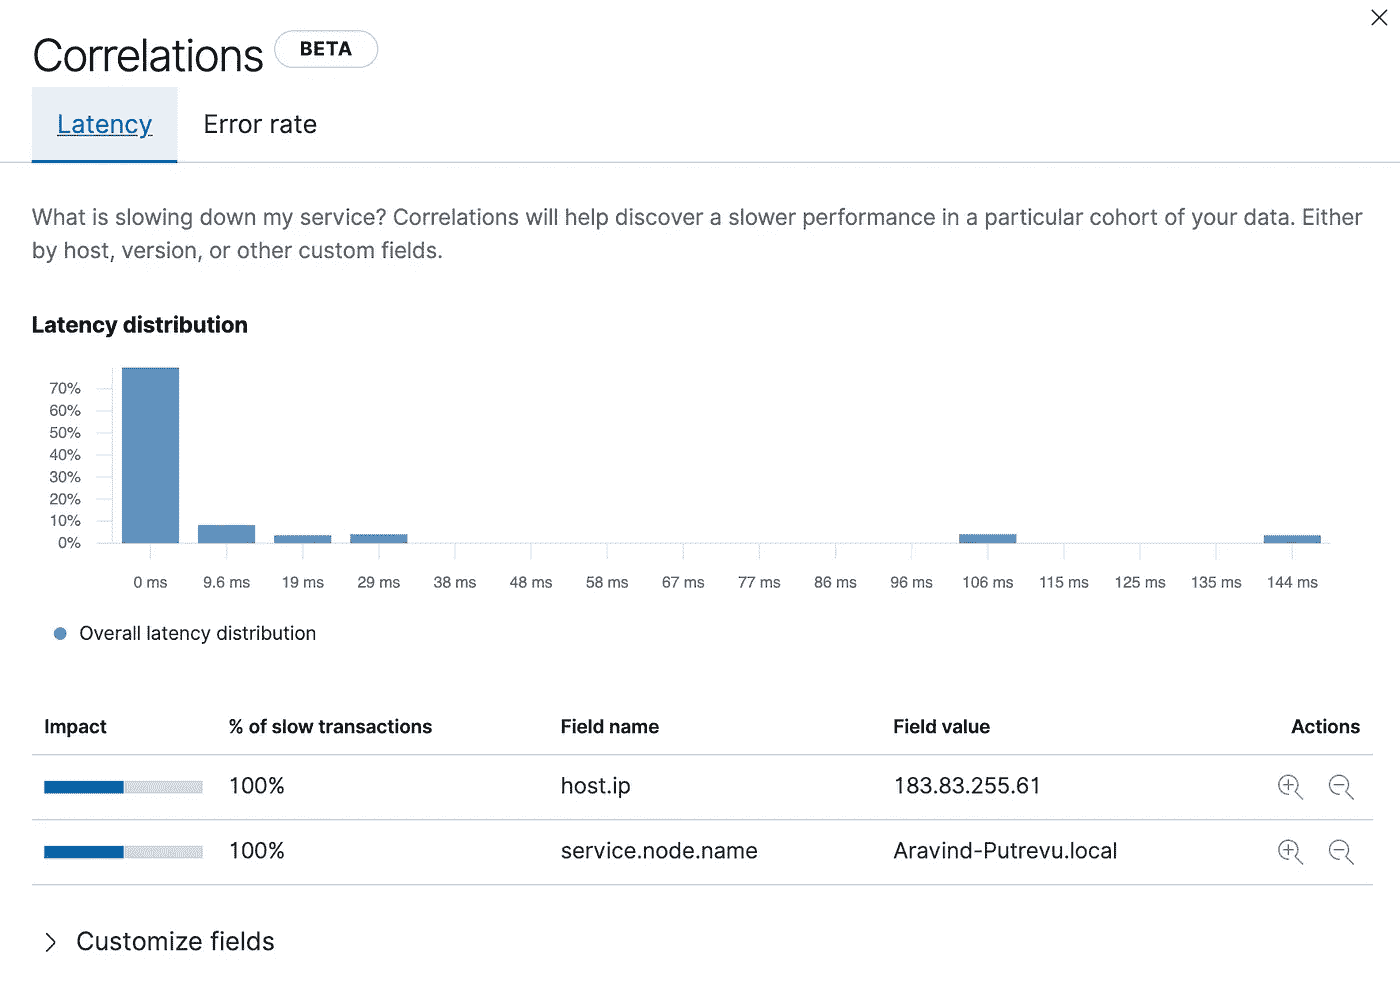 Correlations BETA
Latency Error rate
What is slowing down my service? Correlations will help discover a slower performance in a particular cohort of your data. Either
by host, version, or other custom fields.
Latency distribution
70%
60%
50%
40%
30%
20%
10%
0%
0 ms 9.6 ms 19 ms 29 ms 38 ms 48 ms 58 ms 67 ms 77 ms 86 ms 96 ms 106 ms 115 ms 125 ms 135 ms 144 ms
Overall latency distribution
Impact % of slow transactions Field name Field value Actions
100% host.ip 183.83.255.61
100% service.node.name Aravind-Putrevu.local
Customize fields